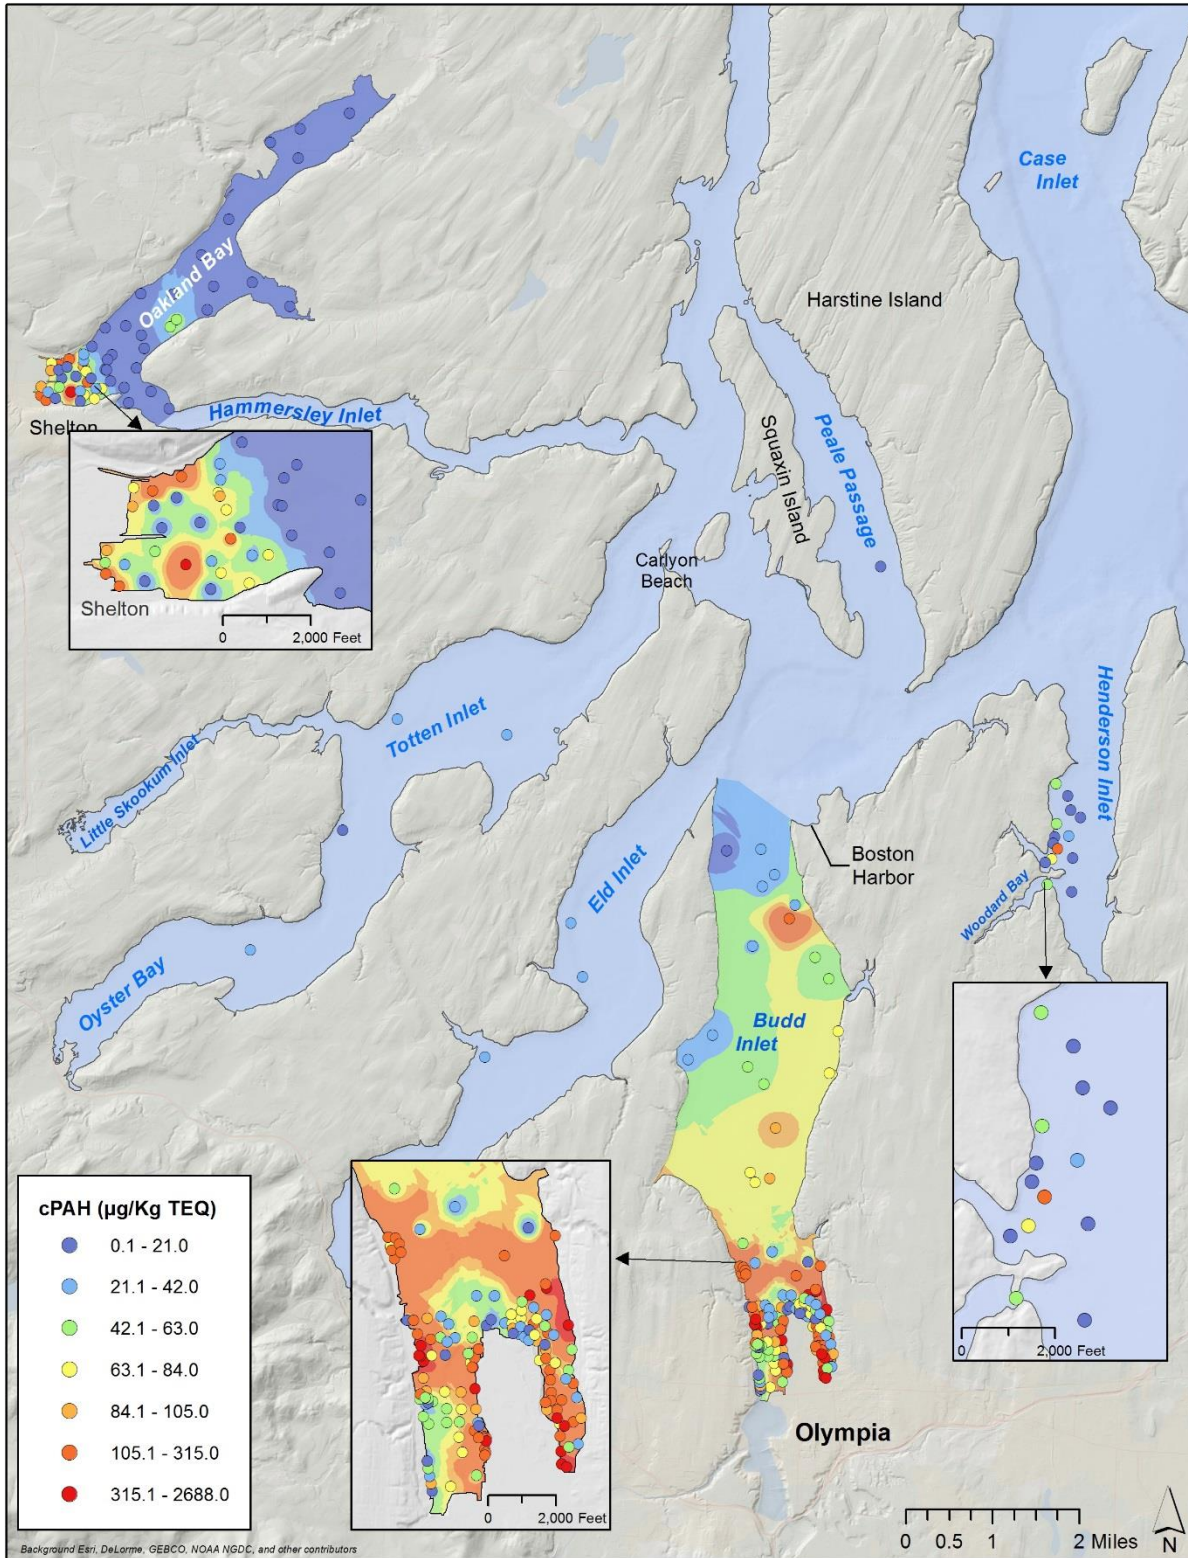 Case
Inlet
Oakland Bay
Harstine Island
Hammersley Inlet
Shelton
Squaxin Island
Peale Passage
Carlyon
Beach
Shelton
0 2,000 Feet
Henderson Inlet
Totten Inlet
Little Skookum Inlet
Eld Inlet
Boston
Harbor
Woodard Bay
Oyster Bay
Budd
Inlet
cPAH (µg/Kg TEQ)
0.1 - 21.0
21.1 - 42.0
42.1 - 63.0
63.1 - 84.0
84.1 - 105.0
105.1 - 315.0
315.1 - 2688.0
0 2,000 Feet
0 2,000 Feet
Olympia
0 0.5 1 2 Miles
N
Background Esri, DeLorme, GEBCO, NOAA NGDC, and other contributors